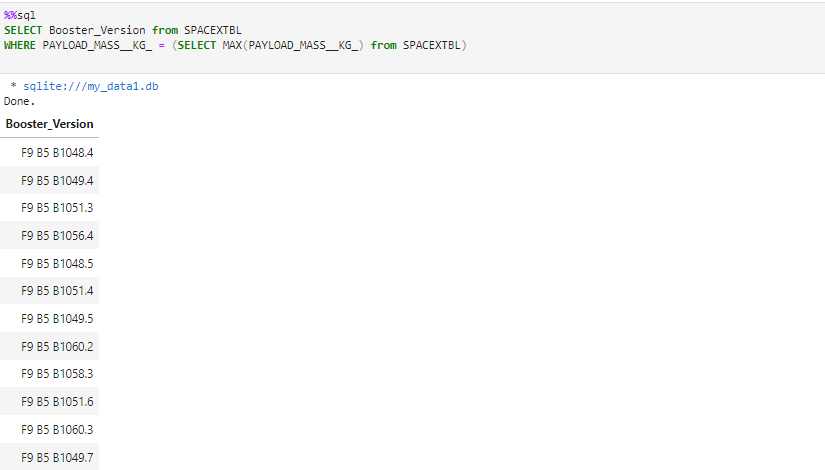 %%sql
SELECT Booster_Version from SPACEXTBL
WHERE PAYLOAD_MASS__KG_ = (SELECT MAX(PAYLOAD_MASS__KG_) from SPACEXTBL)
* sqlite:///my_data1.db
Done.
Booster_Version
F9 B5 B1048.4
F9 B5 B1049.4
F9 B5 B1051.3
F9 B5 B1056.4
F9 B5 B1048.5
F9 B5 B1051.4
F9 B5 B1049.5
F9 B5 B1060.2
F9 B5 B1058.3
F9 B5 B1051.6
F9 B5 B1060.3
F9 B5 B1049.7